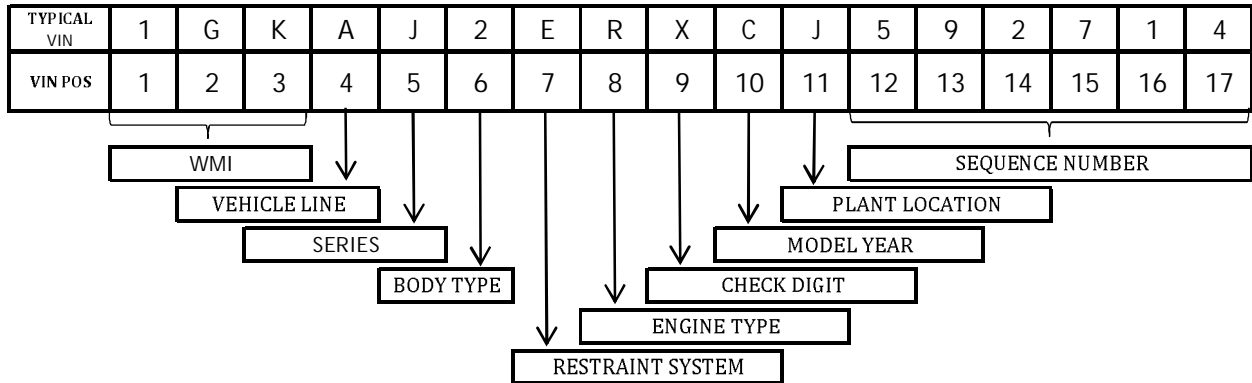 TYPICAL VIN 1 G K A J 2 E R X C J 5 9 2 7 1 4
VIN POS 1 2 3 4 5 6 7 8 9 10 11 12 13 14 15 16 17
WMI SEQUENCE NUMBER
VEHICLE LINE PLANT LOCATION
SERIES MODEL YEAR
BODY TYPE CHECK DIGIT
ENGINE TYPE
RESTRAINT SYSTEM